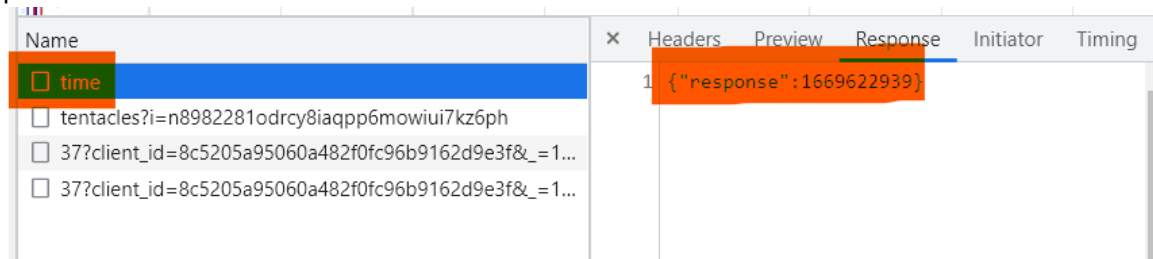 Name
× Headers Preview Response Initiator Timing
time
1 {"response":1669622939}
tentacles?i=n8982281odrcy8iaqpp6mowiui7kz6ph
37?client_id=8c5205a95060a482f0fc96b9162d9e3f&_=1...
37?client_id=8c5205a95060a482f0fc96b9162d9e3f&_=1...